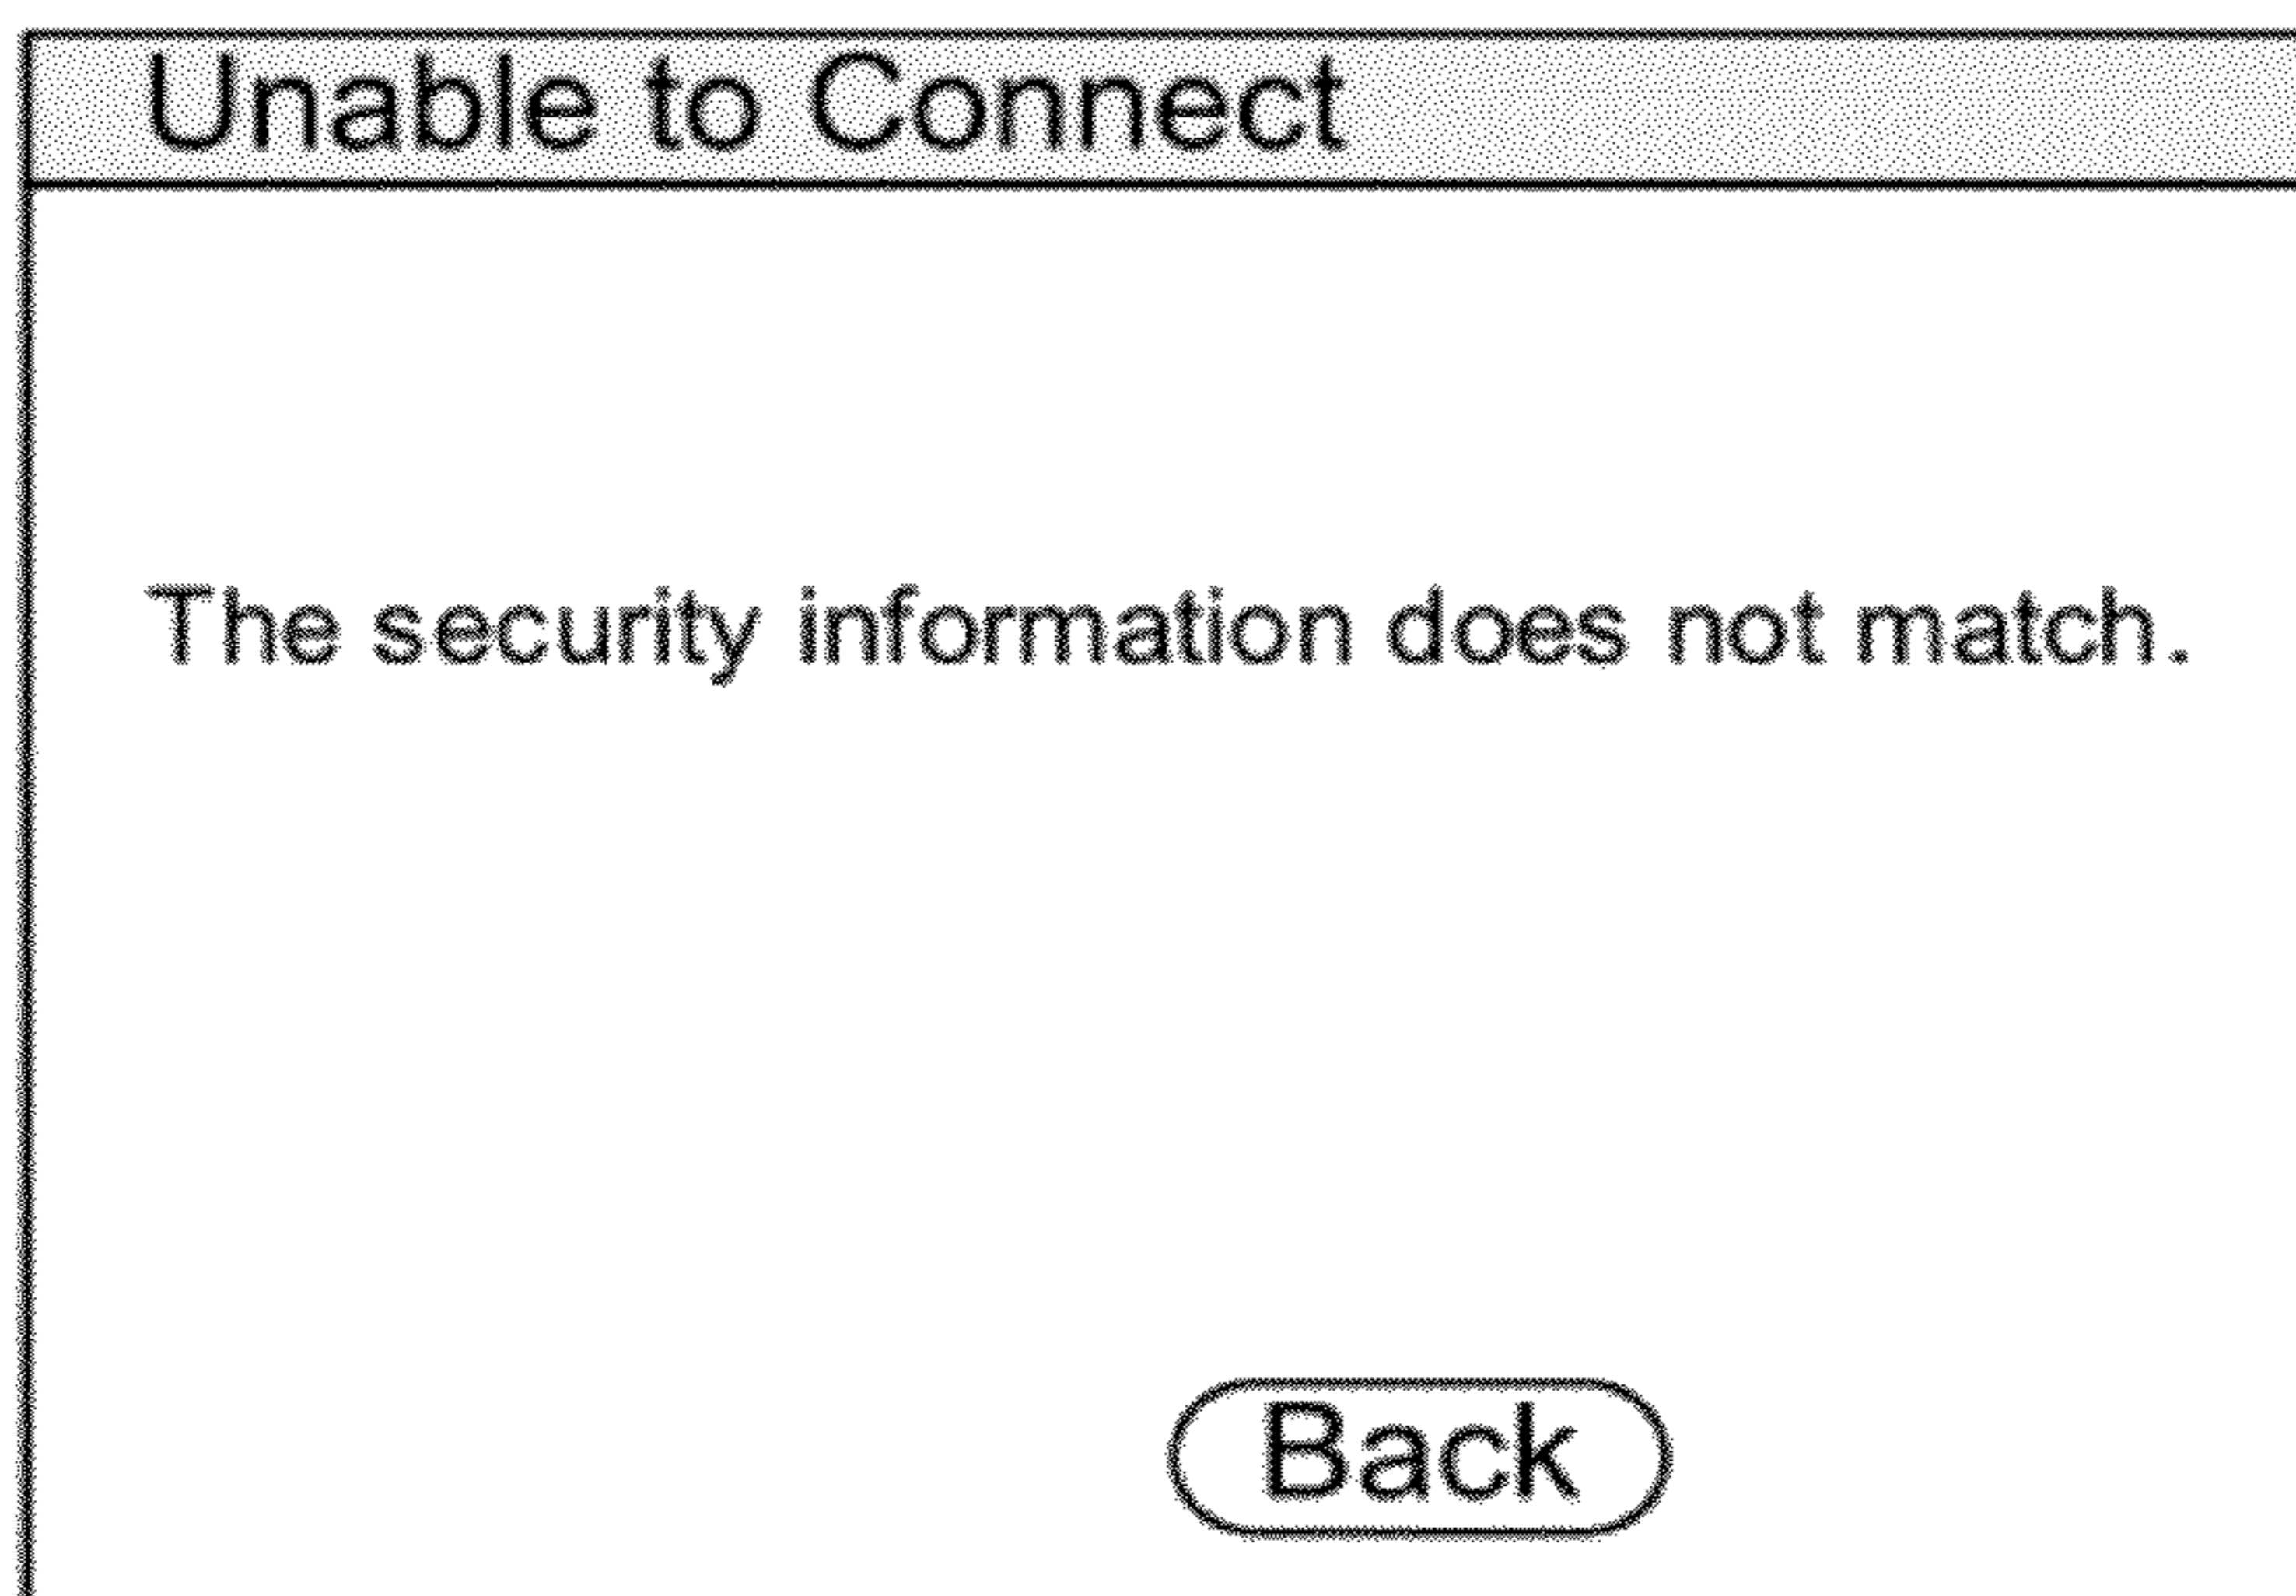 Unable to Connect
The security information does not match.
Back